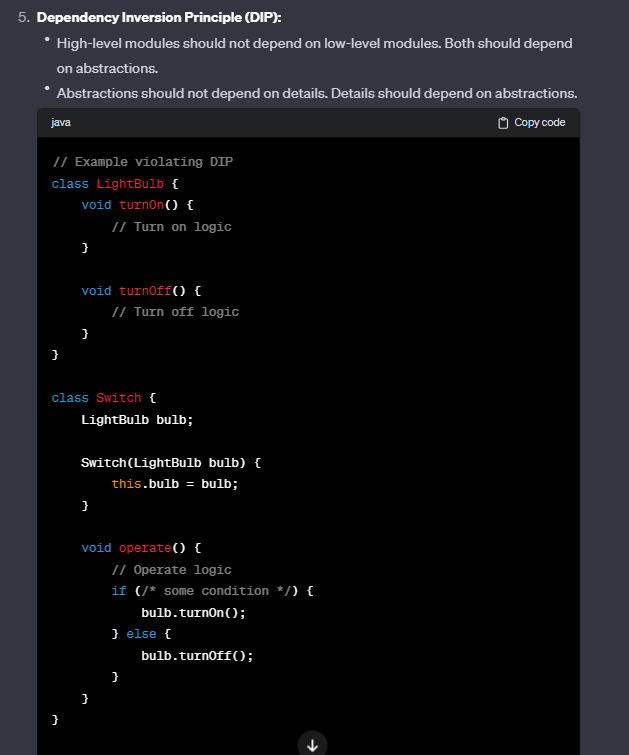 5. Dependency Inversion Principle (DIP):
• High-level modules should not depend on low-level modules. Both should depend
on abstractions.
• Abstractions should not depend on details. Details should depend on abstractions.
java Copy code
// Example violating DIP
class LightBulb {
    void turnOn() {
        // Turn on logic
    }

    void turnOff() {
        // Turn off logic
    }
}

class Switch {
    LightBulb bulb;

    Switch(LightBulb bulb) {
        this.bulb = bulb;
    }

    void operate() {
        // Operate logic
        if (/* some condition */) {
            bulb.turnOn();
        } else {
            bulb.turnOff();
        }
    }
}